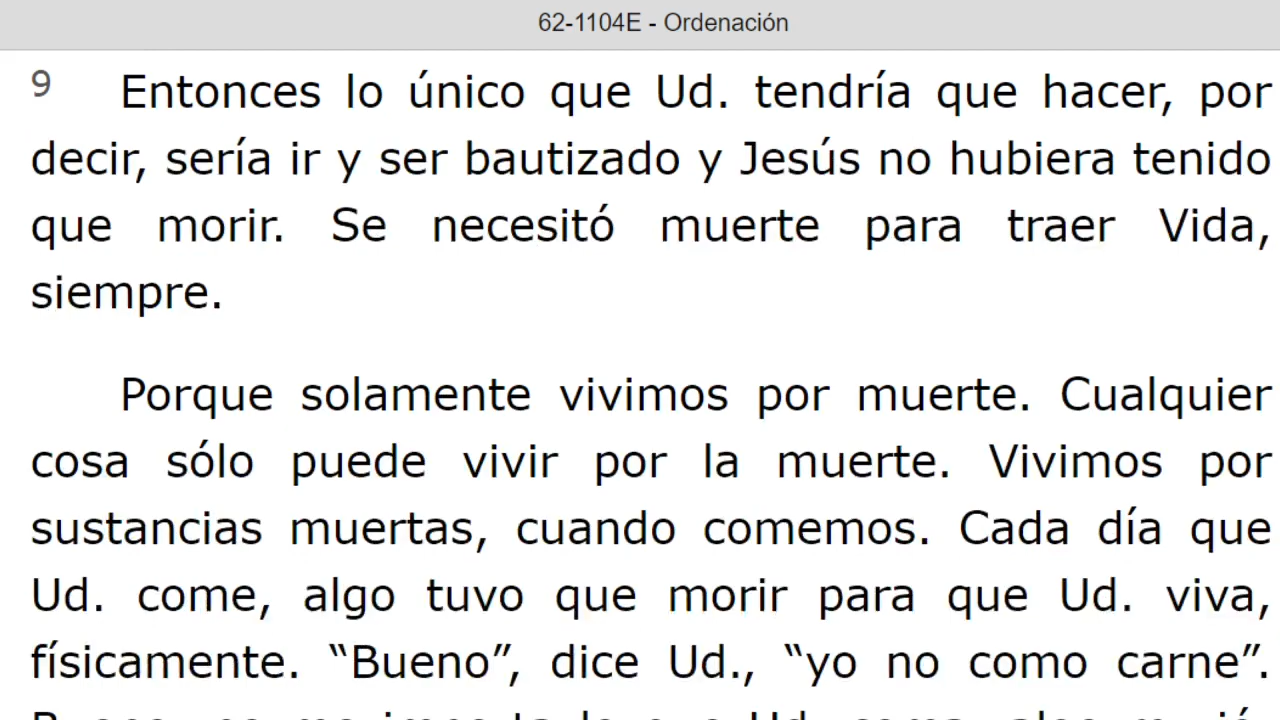 62-1104E - Ordenación
9 Entonces lo único que Ud. tendría que hacer, por
decir, sería ir y ser bautizado y Jesús no hubiera tenido
que morir. Se necesitó muerte para traer Vida,
siempre.
Porque solamente vivimos por muerte. Cualquier
cosa sólo puede vivir por la muerte. Vivimos por
sustancias muertas, cuando comemos. Cada día que
Ud. come, algo tuvo que morir para que Ud. viva,
físicamente. “Bueno”, dice Ud., “yo no como carne”.